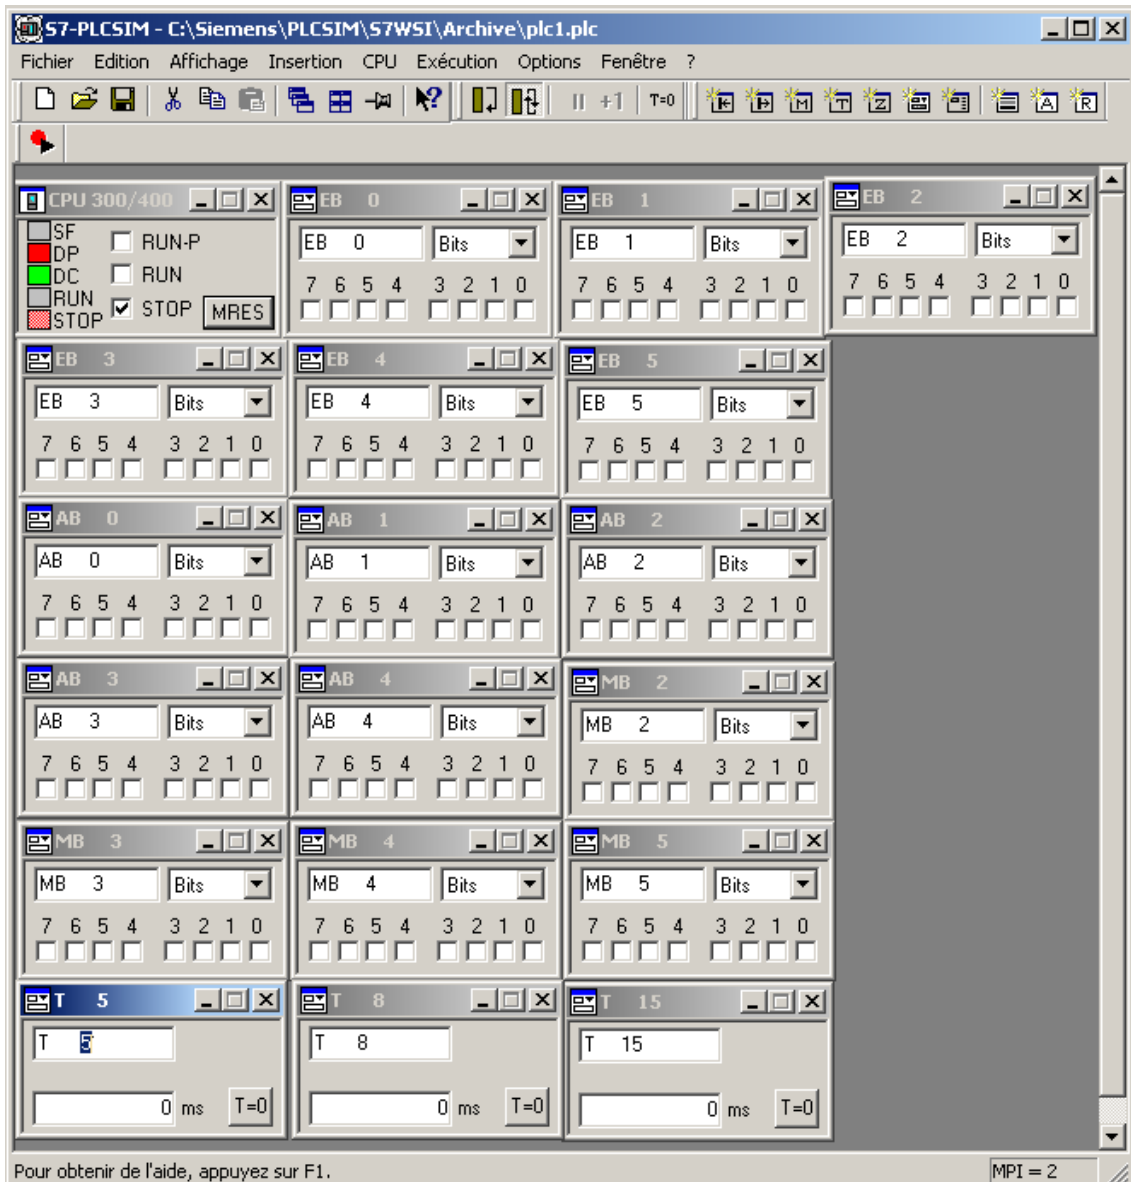 S7-PLCSIM - C:\Siemens\PLCSIM\S7WSI\Archive\plc1.plc
Fichier Edition Affichage Insertion CPU Exécution Options Fenêtre ?
+1 T=0 M T Z A R
CPU 300/400
SF
DP
DC
RUN
STOP
RUN-P
RUN
STOP MRES
EB 0
EB 0 Bits
7 6 5 4 3 2 1 0
EB 1
EB 1 Bits
7 6 5 4 3 2 1 0
EB 2
EB 2 Bits
7 6 5 4 3 2 1 0
EB 3
EB 3 Bits
7 6 5 4 3 2 1 0
EB 4
EB 4 Bits
7 6 5 4 3 2 1 0
EB 5
EB 5 Bits
7 6 5 4 3 2 1 0
AB 0
AB 0 Bits
7 6 5 4 3 2 1 0
AB 1
AB 1 Bits
7 6 5 4 3 2 1 0
AB 2
AB 2 Bits
7 6 5 4 3 2 1 0
AB 3
AB 3 Bits
7 6 5 4 3 2 1 0
AB 4
AB 4 Bits
7 6 5 4 3 2 1 0
MB 2
MB 2 Bits
7 6 5 4 3 2 1 0
MB 3
MB 3 Bits
7 6 5 4 3 2 1 0
MB 4
MB 4 Bits
7 6 5 4 3 2 1 0
MB 5
MB 5 Bits
7 6 5 4 3 2 1 0
T 5
T 5
0 ms T=0
T 8
T 8
0 ms T=0
T 15
T 15
0 ms T=0
Pour obtenir de l'aide, appuyez sur F1.
MPI = 2